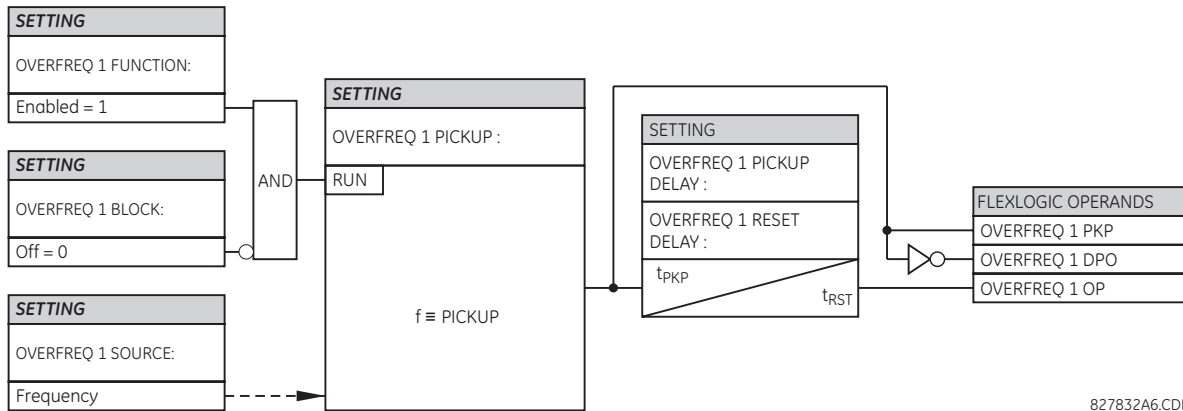 SETTING
OVERFREQ 1 FUNCTION:
Enabled = 1
SETTING
OVERFREQ 1 BLOCK:
Off = 0
SETTING
OVERFREQ 1 SOURCE:
Frequency
AND
SETTING
OVERFREQ 1 PICKUP :
RUN
f ≡ PICKUP
SETTING
OVERFREQ 1 PICKUP
DELAY :
OVERFREQ 1 RESET
DELAY :
tPKP
tRST
FLEXLOGIC OPERANDS
OVERFREQ 1 PKP
OVERFREQ 1 DPO
OVERFREQ 1 OP